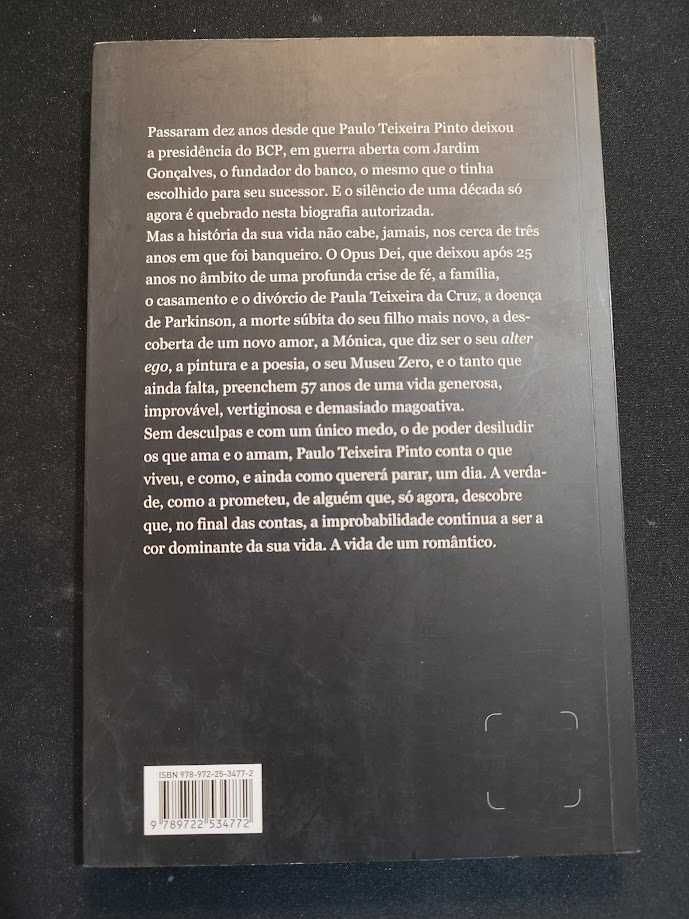 Passaram dez anos desde que Paulo Teixeira Pinto deixou
a presidência do BCP, em guerra aberta com Jardim
Gonçalves, o fundador do banco, o mesmo que o tinha
escolhido para seu sucessor. E o silêncio de uma década só
agora é quebrado nesta biografia autorizada.
Mas a história da sua vida não cabe, jamais, nos cerca de três
anos em que foi banqueiro. O Opus Dei, que deixou após 25
anos no âmbito de uma profunda crise de fé, a família,
o casamento e o divórcio de Paula Teixeira da Cruz, a doença
de Parkinson, a morte súbita do seu filho mais novo, a des-
coberta de um novo amor, a Mónica, que diz ser o seu alter
ego, a pintura e a poesia, o seu Museu Zero, e o tanto que
ainda falta, preenchem 57 anos de uma vida generosa,
improvável, vertiginosa e demasiado magoativa.
Sem desculpas e com um único medo, o de poder desiludir
os que ama e o amam, Paulo Teixeira Pinto conta o que
viveu, e como, e ainda como quererá parar, um dia. A verda-
de, como a prometeu, de alguém que, só agora, descobre
que, no final das contas, a improbabilidade continua a ser a
cor dominante da sua vida. A vida de um romântico.
ISBN 978-972-25-3477-2
9 789722 534772